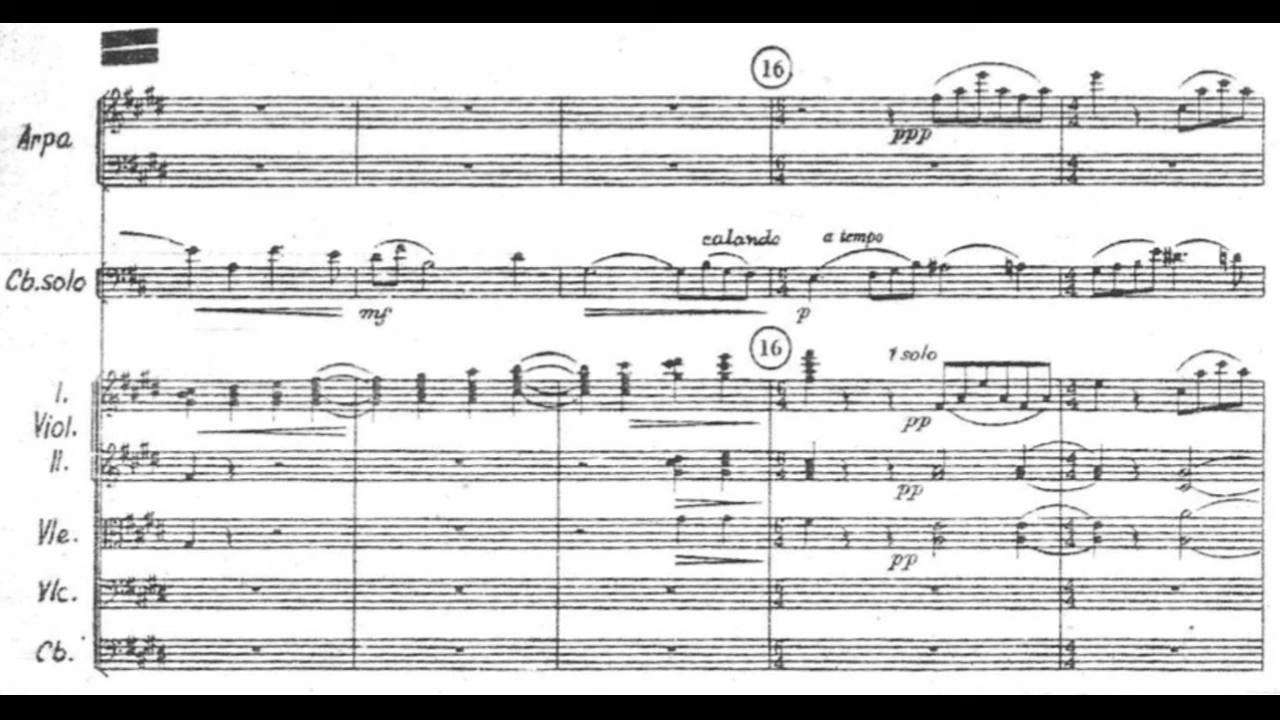 16
Arpa
ppp
calando a tempo
Cb.solo
mf
p
16
1 solo
I.
Viol.
pp
II.
pp
Vle.
pp
Vlc.
Cb.